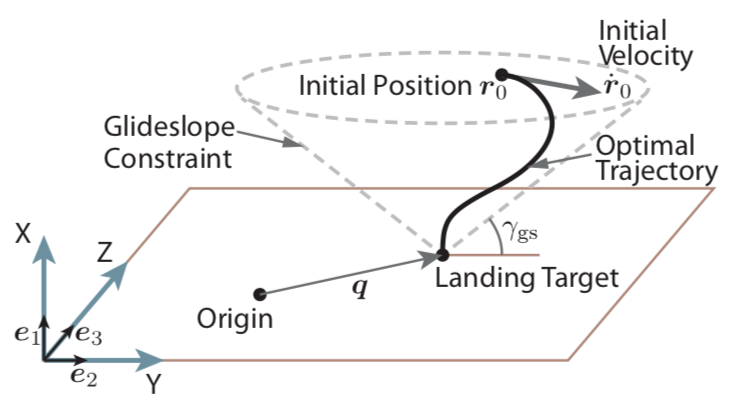 Initial
Velocity
Initial Position r₀
ṙ₀
Glideslope
Constraint
Optimal
Trajectory
X
Z
γgs
Landing Target
q
Origin
e₁
e₃
e₂
Y